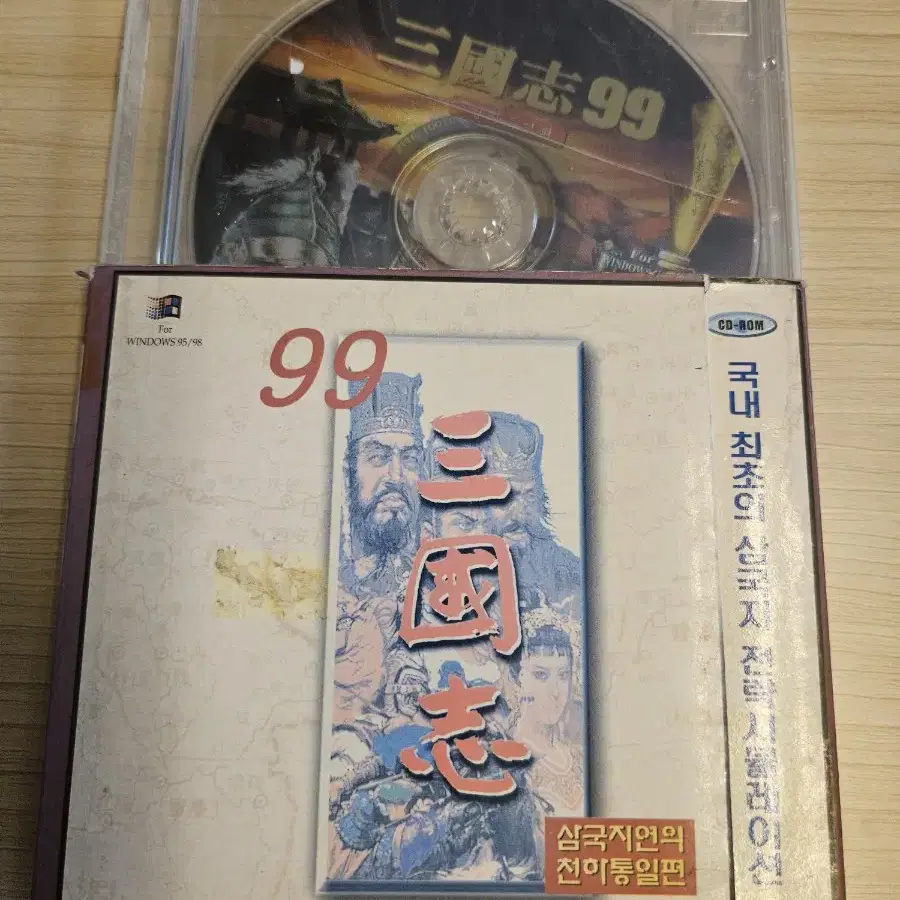 三國志 99
For
WINDOWS
For
WINDOWS 95/98
99
三國志
삼국지연의
천하통일편
CD-ROM
국내 최초의 삼국지 전략시뮬레이션